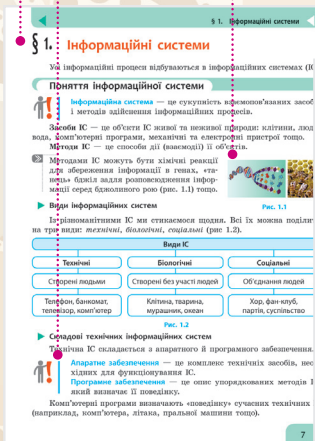 § 1. Інформаційні системи
§ 1. Інформаційні системи
Усі інформаційні процеси відбуваються в інформаційних системах (ІС
Поняття інформаційної системи
Інформаційна система — це сукупність взаємопов'язаних засоб
і методів здійснення інформаційних процесів.
Засоби ІС — це об'єкти ІС живої та неживої природи: клітини, люд
вода, комп'ютерні програми, механічні та електронні пристрої тощо.
Методи ІС — це способи дії (взаємодії) її об'єктів.
Методами ІС можуть бути хімічні реакції
для збереження інформації в генах, «та-
нець» бджіл задля розповсюдження інфор-
мації серед бджолиного рою (рис. 1.1) тощо.
Рис. 1.1
Види інформаційних систем
Із різноманітними ІС ми стикаємося щодня. Всі їх можна поділи
на три види: технічні, біологічні, соціальні (рис 1.2).
Види ІС
Технічні Біологічні Соціальні
Створені людьми Створені без участі людей Об'єднання людей
Телефон, банкомат, Клітина, тварина, Хор, фан-клуб,
телевізор, комп'ютер мурашник, океан партія, суспільство
Рис. 1.2
Складові технічних інформаційних систем
Технічна ІС складається з апаратного й програмного забезпечення.
Апаратне забезпечення — це комплекс технічних засобів, нео
хідних для функціонування ІС.
Програмне забезпечення — це опис упорядкованих методів І
який визначає її поведінку.
Комп'ютерні програми визначають «поведінку» сучасних технічних
(наприклад, комп'ютера, літака, пральної машини тощо).
7